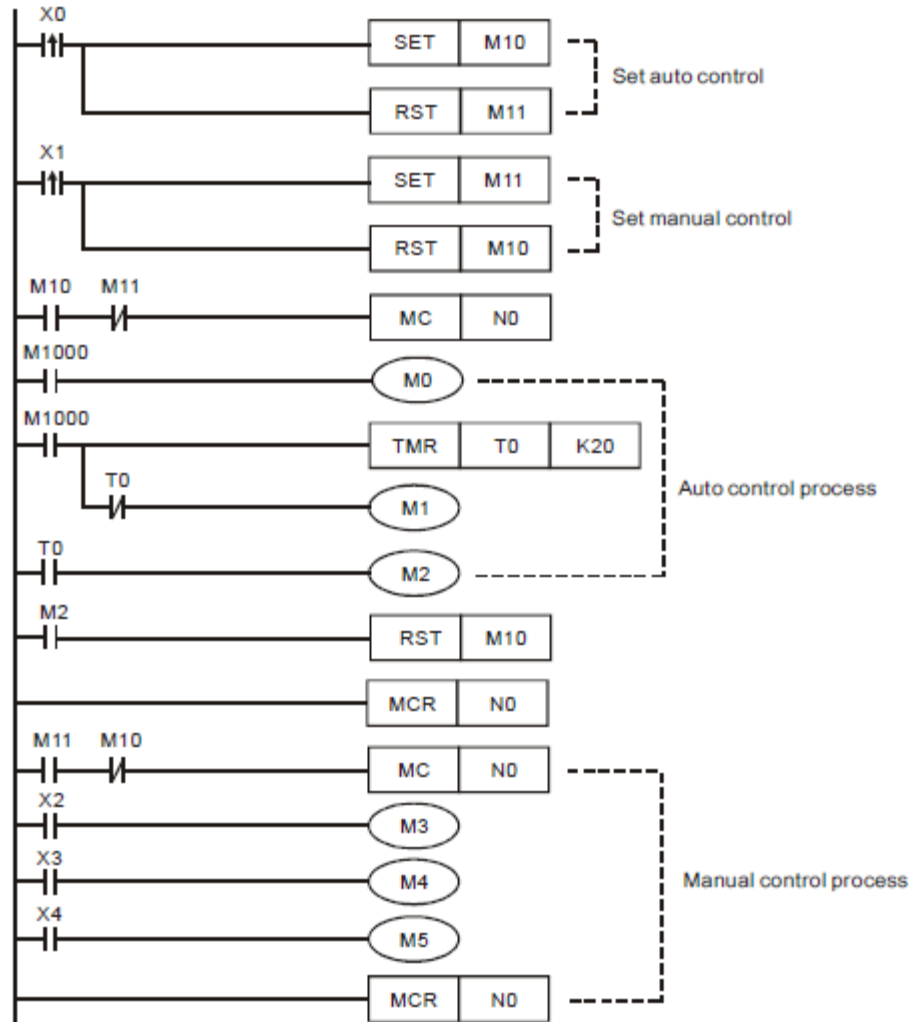 X0
SET M10
Set auto control
RST M11
X1
SET M11
Set manual control
RST M10
M10 M11
MC N0
M1000
M0
M1000
TMR T0 K20
Auto control process
T0
M1
T0
M2
M2
RST M10
MCR N0
M11 M10
MC N0
X2
M3
X3
M4
Manual control process
X4
M5
MCR N0